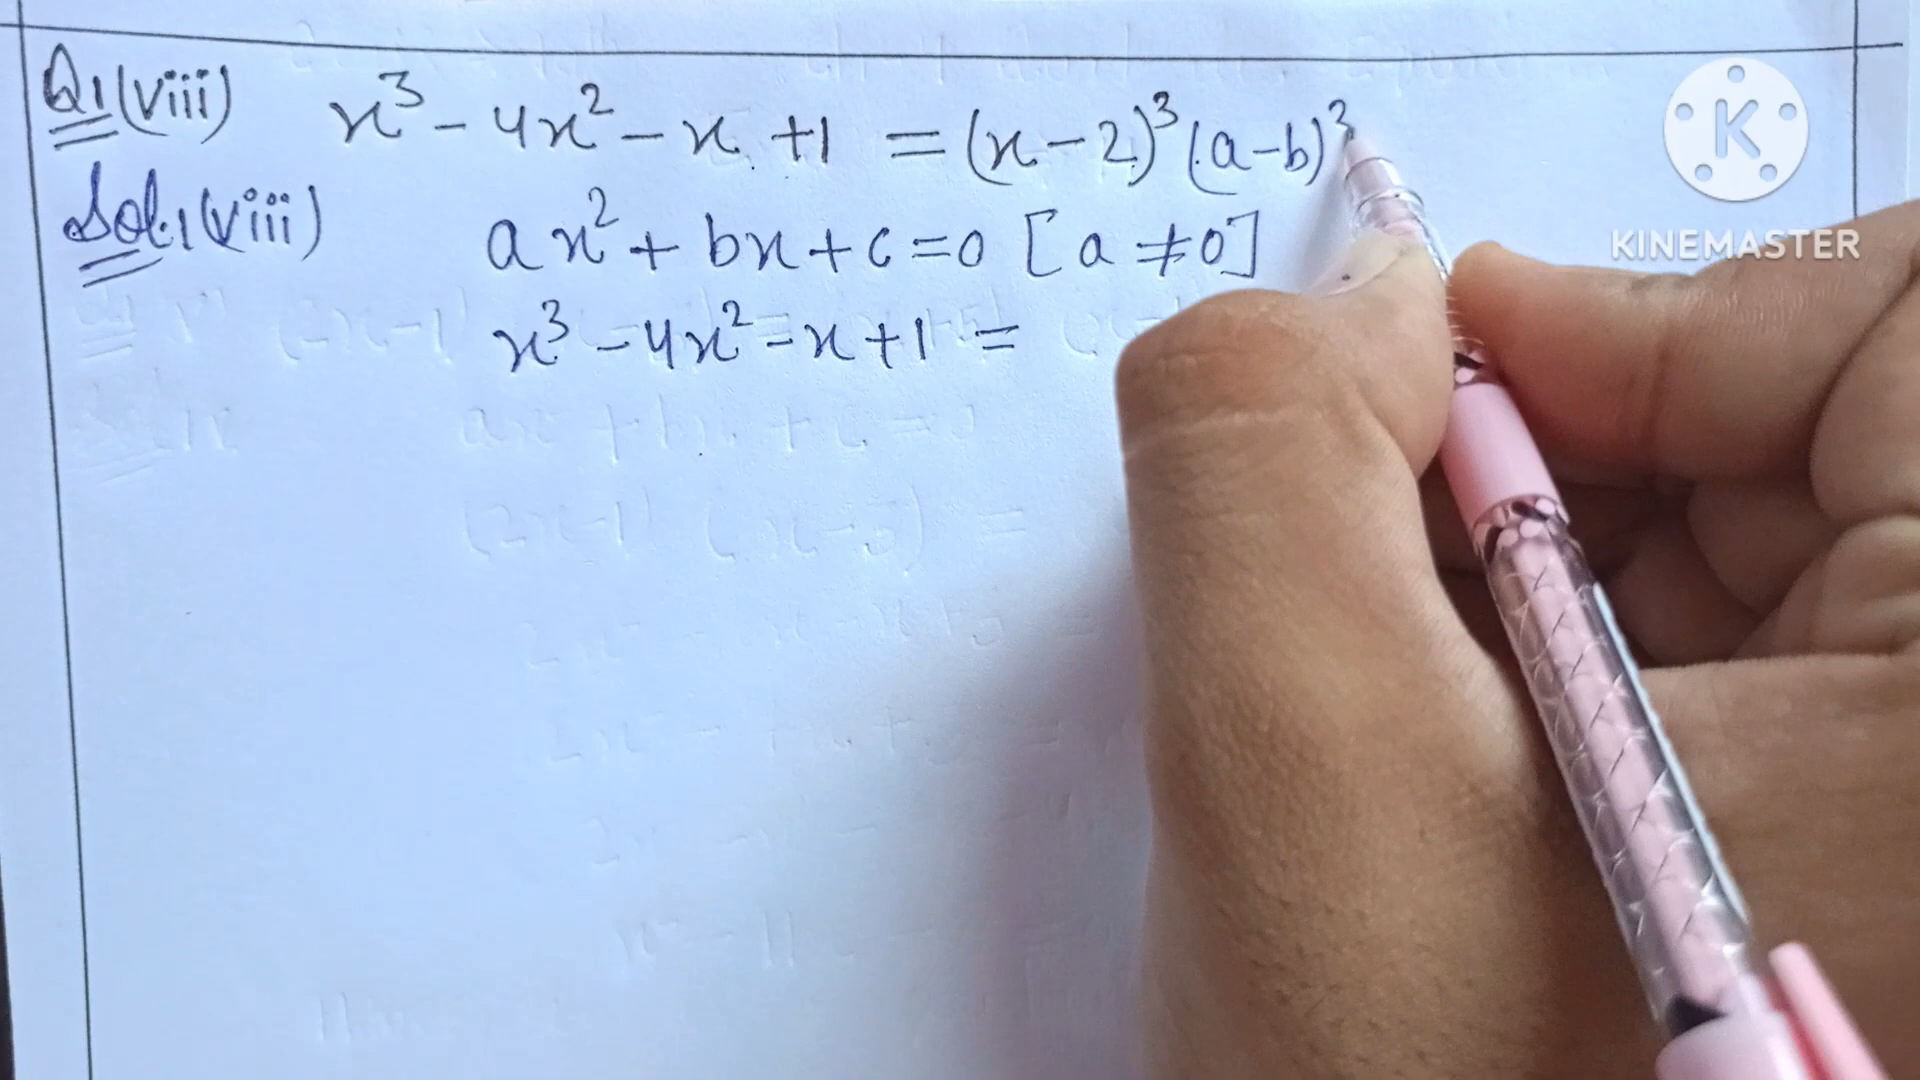 Q1(viii) x³ - 4x² - x + 1 = (x - 2)³ (a - b)³
Sol.1(viii) ax² + bx + c = 0 [a ≠ 0]
x³ - 4x² - x + 1 =
K
KINEMASTER